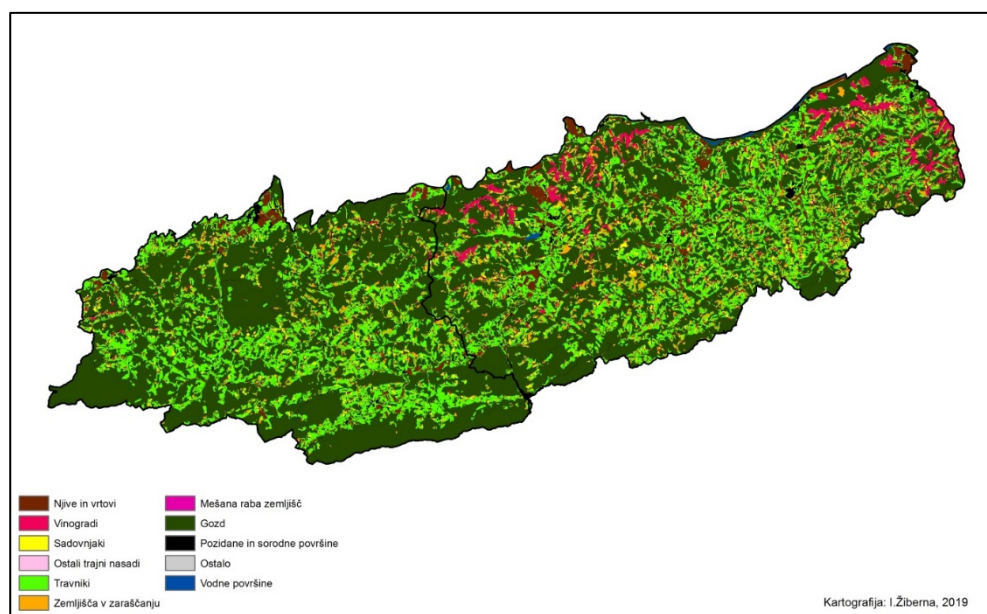 Njive in vrtovi
Vinogradi
Sadovnjaki
Ostali trajni nasadi
Travniki
Zemljišča v zaraščanju
Mešana raba zemljišč
Gozd
Pozidane in sorodne površine
Ostalo
Vodne površine
Kartografija: I.Žiberna, 2019